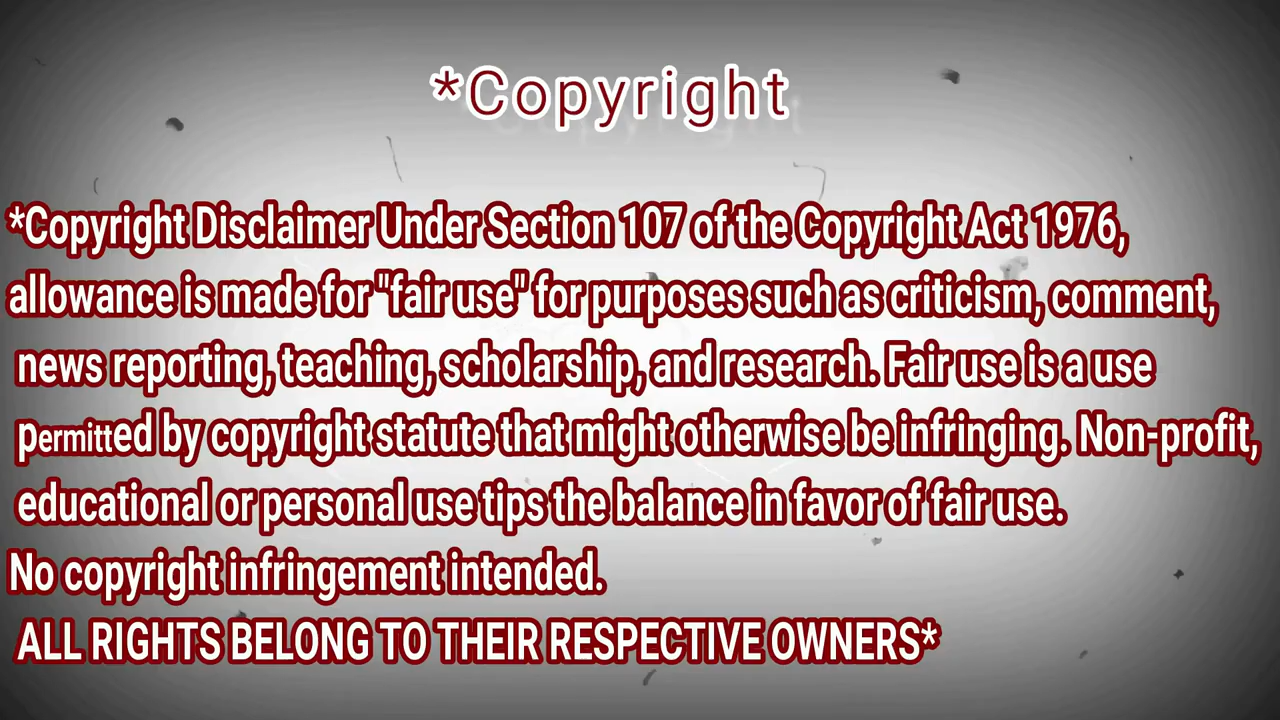 *Copyright
*Copyright Disclaimer Under Section 107 of the Copyright Act 1976,
allowance is made for "fair use" for purposes such as criticism, comment,
news reporting, teaching, scholarship, and research. Fair use is a use
permitted by copyright statute that might otherwise be infringing. Non-profit,
educational or personal use tips the balance in favor of fair use.
No copyright infringement intended.
ALL RIGHTS BELONG TO THEIR RESPECTIVE OWNERS*